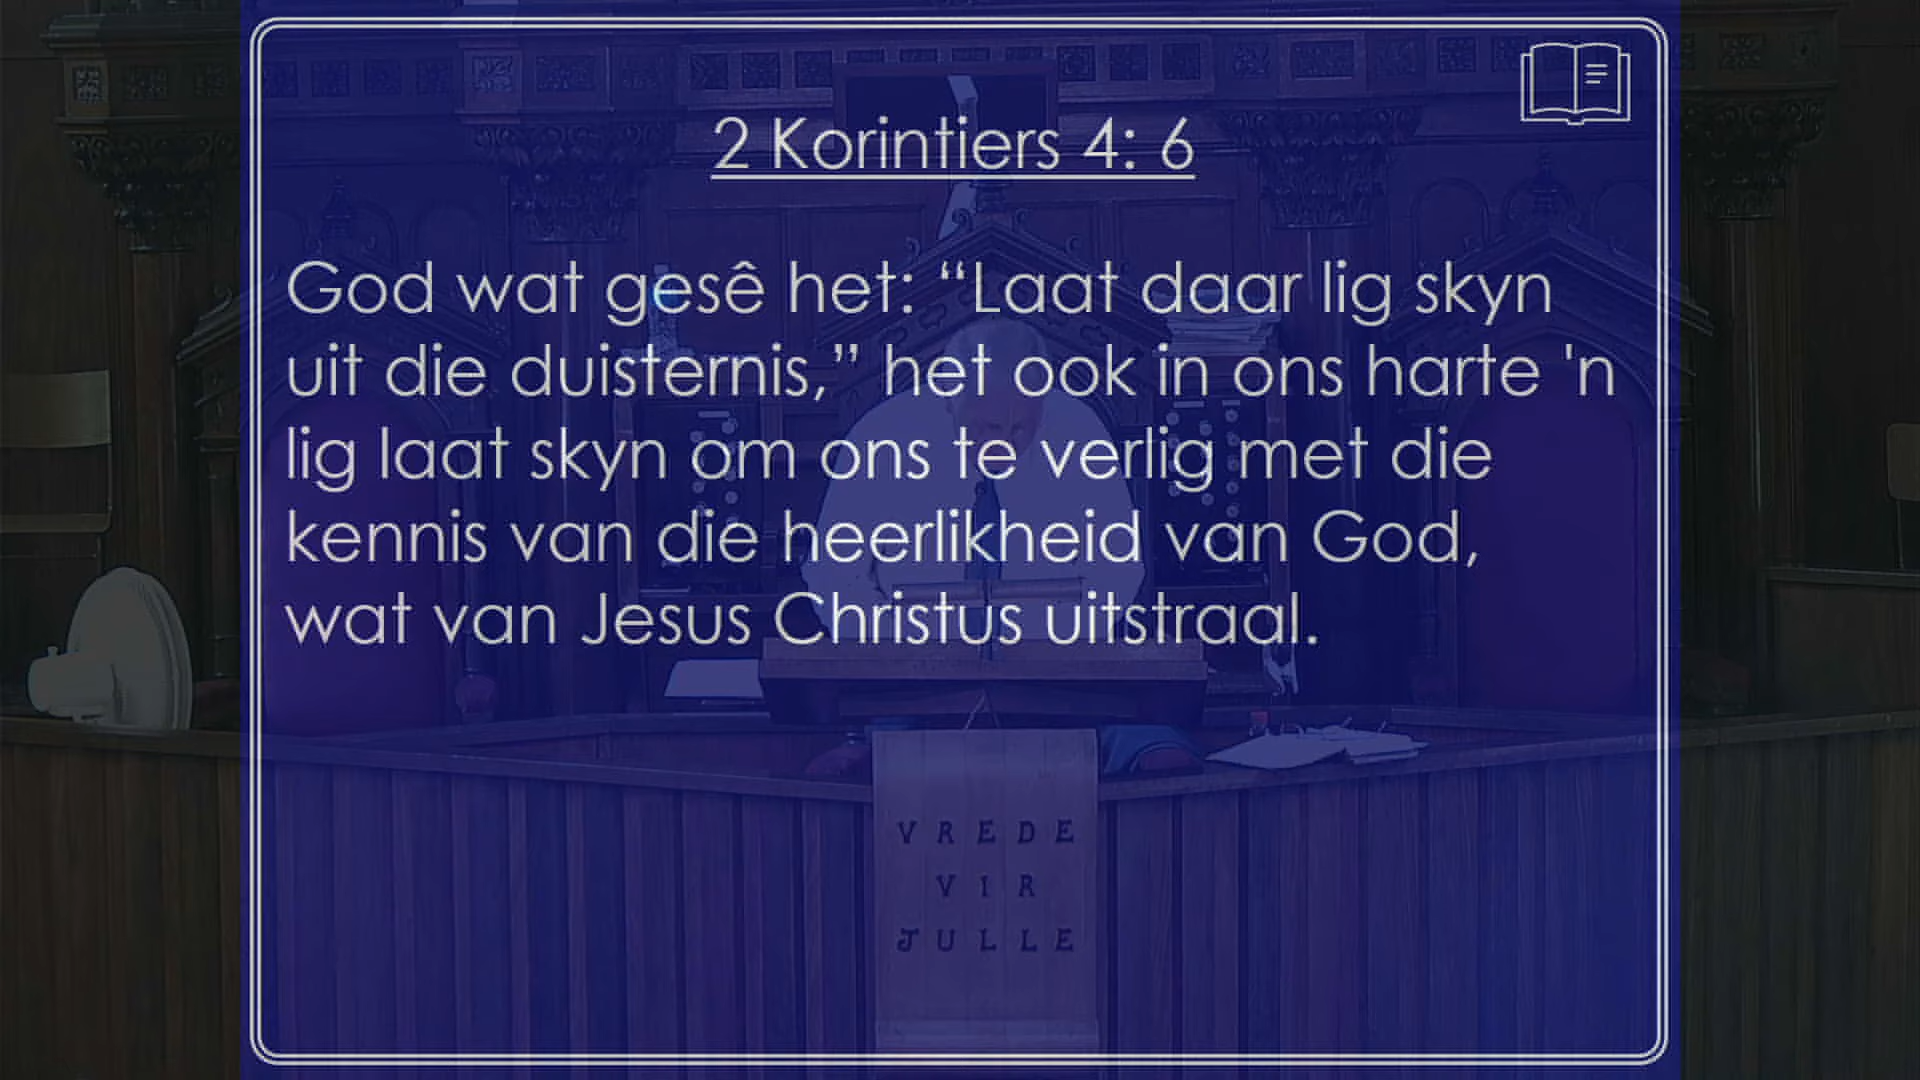 2 Korintiers 4: 6
God wat gesê het: “Laat daar lig skyn
uit die duisternis,” het ook in ons harte 'n
lig laat skyn om ons te verlig met die
kennis van die heerlikheid van God,
wat van Jesus Christus uitstraal.
VREDE
VIR
JULLE